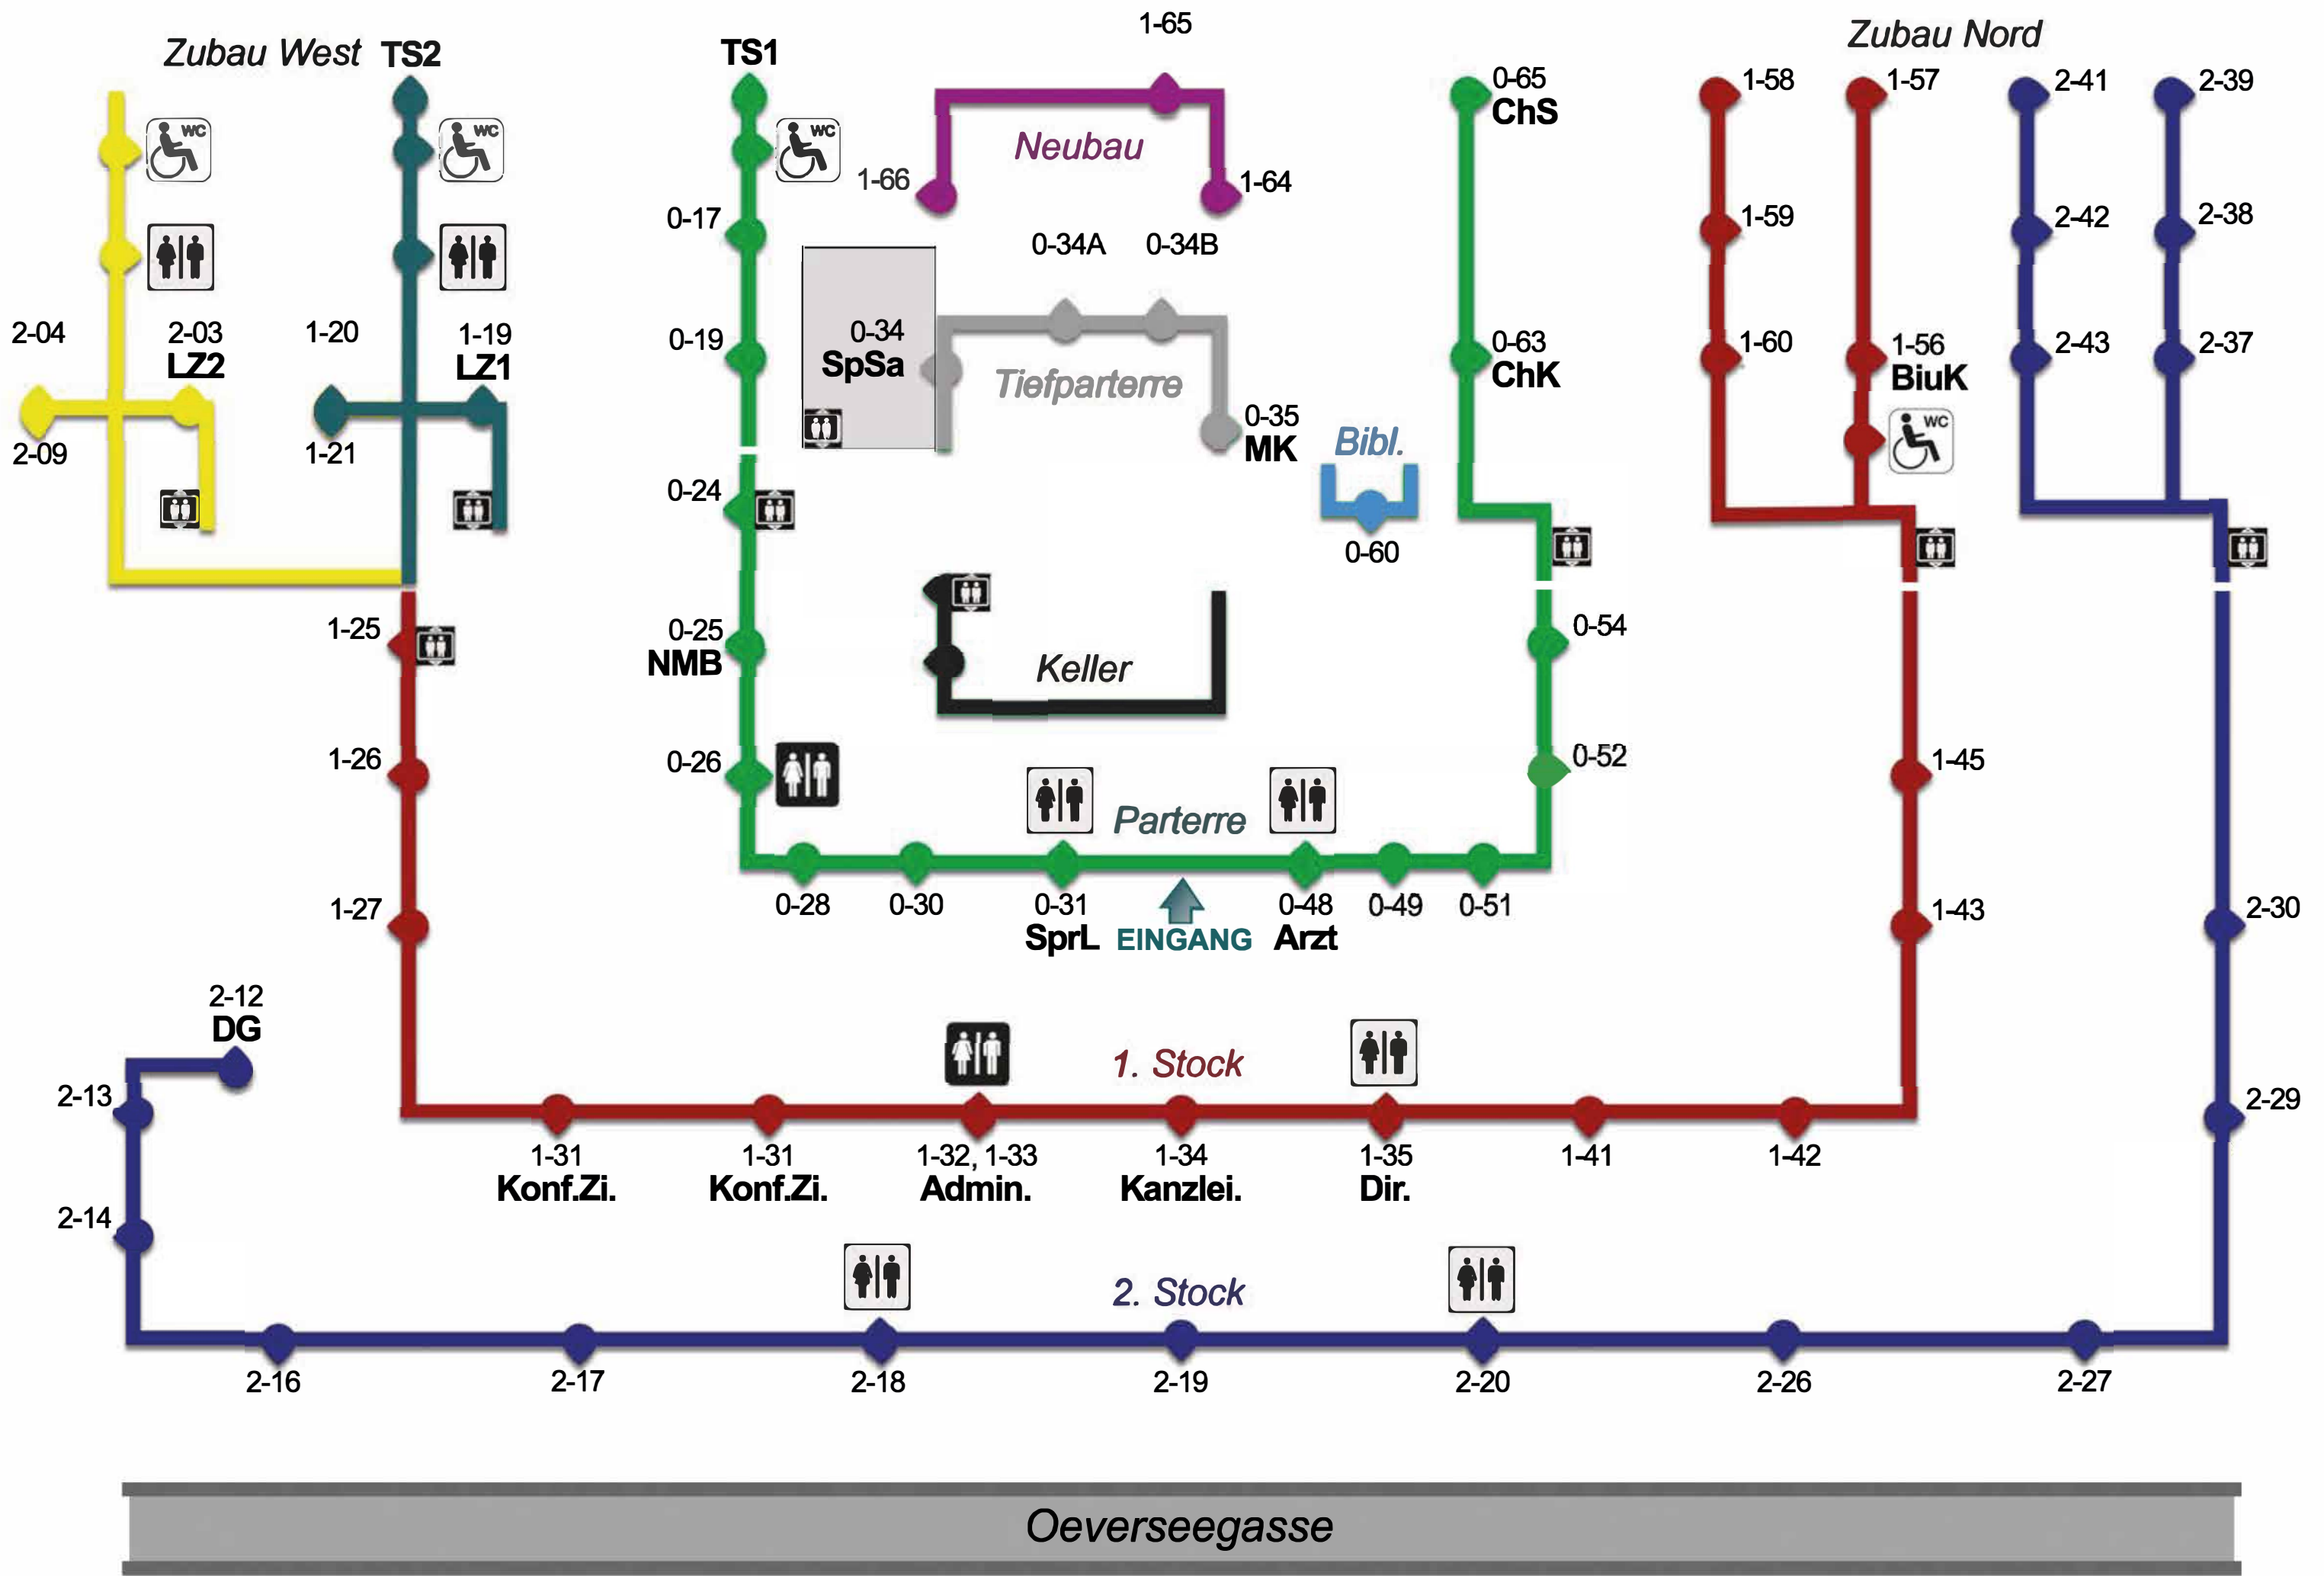 Zubau West
TS2
TS1
1-65
Zubau Nord
WC
WC
WC
Neubau
1-66
1-64
0-65
ChS
1-58
1-57
2-41
2-39
0-17
0-34A
0-34B
1-59
2-42
2-38
2-04
2-03
LZ2
1-20
1-19
LZ1
0-19
0-34
SpSa
Tiefparterre
0-63
ChK
1-60
1-56
BiuK
2-43
2-37
2-09
1-21
0-35
MK
Bibl.
WC
0-24
0-60
1-25
0-25
NMB
Keller
0-54
1-26
0-26
0-52
1-45
Parterre
1-27
0-28
0-30
0-31
SprL
EINGANG
0-48
Arzt
0-49
0-51
1-43
2-30
2-12
DG
2-13
1. Stock
2-29
1-31
Konf.Zi.
1-31
Konf.Zi.
1-32, 1-33
Admin.
1-34
Kanzlei.
1-35
Dir.
1-41
1-42
2-14
2. Stock
2-16
2-17
2-18
2-19
2-20
2-26
2-27
Oeverseegasse